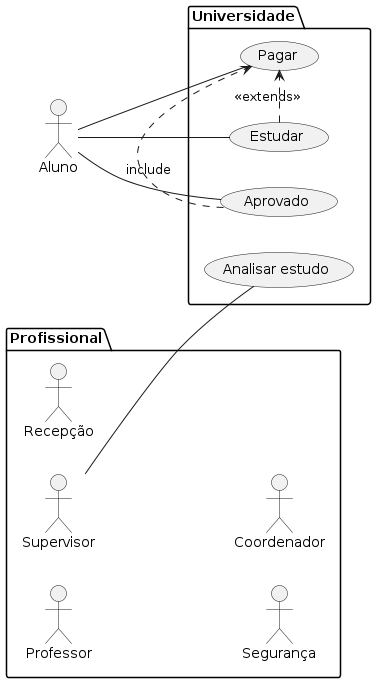 Universidade
Pagar
«extends»
Estudar
Aluno
include
Aprovado
Analisar estudo
Profissional
Recepção
Supervisor
Coordenador
Professor
Segurança